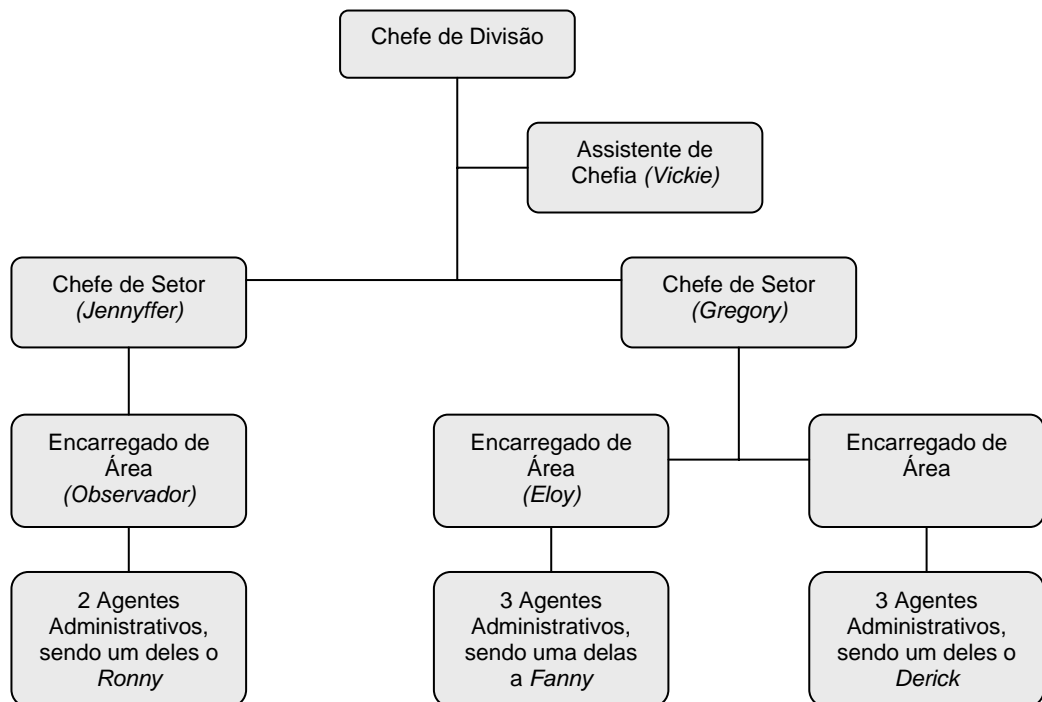 Chefe de Divisão
Assistente de
Chefia (Vickie)
Chefe de Setor
(Jennyffer)
Chefe de Setor
(Gregory)
Encarregado de
Área
(Observador)
Encarregado de
Área
(Eloy)
Encarregado de
Área
2 Agentes
Administrativos,
sendo um deles o
Ronny
3 Agentes
Administrativos,
sendo uma delas
a Fanny
3 Agentes
Administrativos,
sendo um deles o
Derick